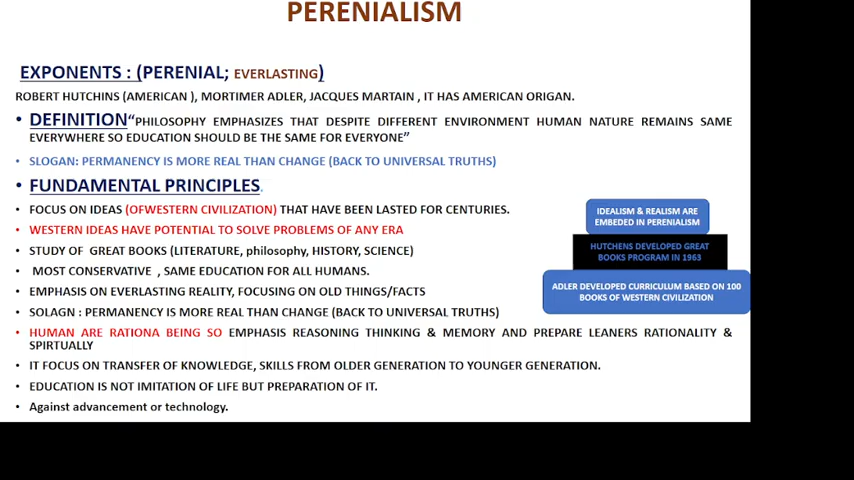 PERENIALISM
EXPONENTS : (PERENIAL; EVERLASTING)
ROBERT HUTCHINS (AMERICAN ), MORTIMER ADLER, JACQUES MARTAIN , IT HAS AMERICAN ORIGAN.
• DEFINITION“PHILOSOPHY EMPHASIZES THAT DESPITE DIFFERENT ENVIRONMENT HUMAN NATURE REMAINS SAME
EVERYWHERE SO EDUCATION SHOULD BE THE SAME FOR EVERYONE”
• SLOGAN: PERMANENCY IS MORE REAL THAN CHANGE (BACK TO UNIVERSAL TRUTHS)
• FUNDAMENTAL PRINCIPLES.
• FOCUS ON IDEAS (OFWESTERN CIVILIZATION) THAT HAVE BEEN LASTED FOR CENTURIES.
• WESTERN IDEAS HAVE POTENTIAL TO SOLVE PROBLEMS OF ANY ERA
• STUDY OF GREAT BOOKS (LITERATURE, philosophy, HISTORY, SCIENCE)
• MOST CONSERVATIVE , SAME EDUCATION FOR ALL HUMANS.
• EMPHASIS ON EVERLASTING REALITY, FOCUSING ON OLD THINGS/FACTS
• SOLAGN : PERMANENCY IS MORE REAL THAN CHANGE (BACK TO UNIVERSAL TRUTHS)
• HUMAN ARE RATIONA BEING SO EMPHASIS REASONING THINKING & MEMORY AND PREPARE LEANERS RATIONALITY &
SPIRTUALLY
• IT FOCUS ON TRANSFER OF KNOWLEDGE, SKILLS FROM OLDER GENERATION TO YOUNGER GENERATION.
• EDUCATION IS NOT IMITATION OF LIFE BUT PREPARATION OF IT.
• Against advancement or technology.
IDEALISM & REALISM ARE
EMBEDED IN PERENIALISM
HUTCHENS DEVELOPED GREAT
BOOKS PROGRAM IN 1963
ADLER DEVELOPED CURRICULUM BASED ON 100
BOOKS OF WESTERN CIVILIZATION